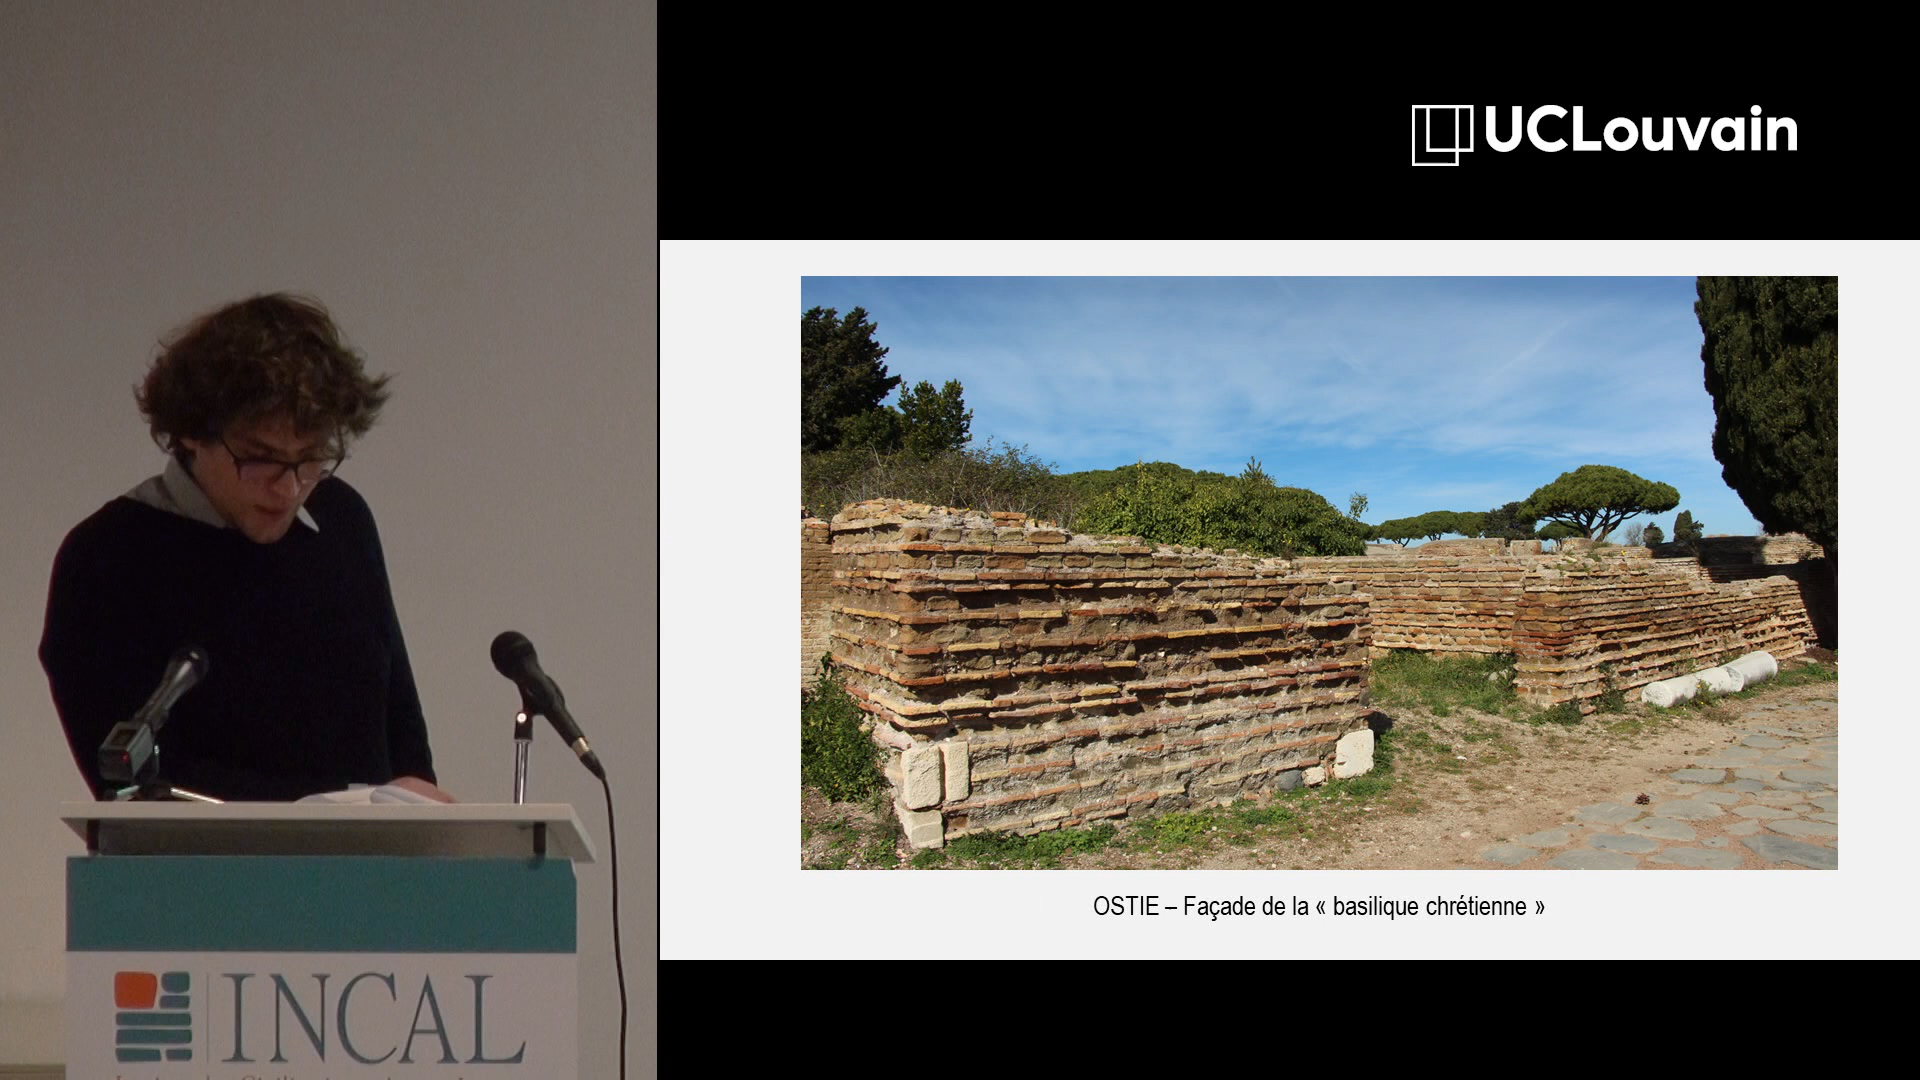 UCLouvain
OSTIE – Façade de la « basilique chrétienne »
INCAL